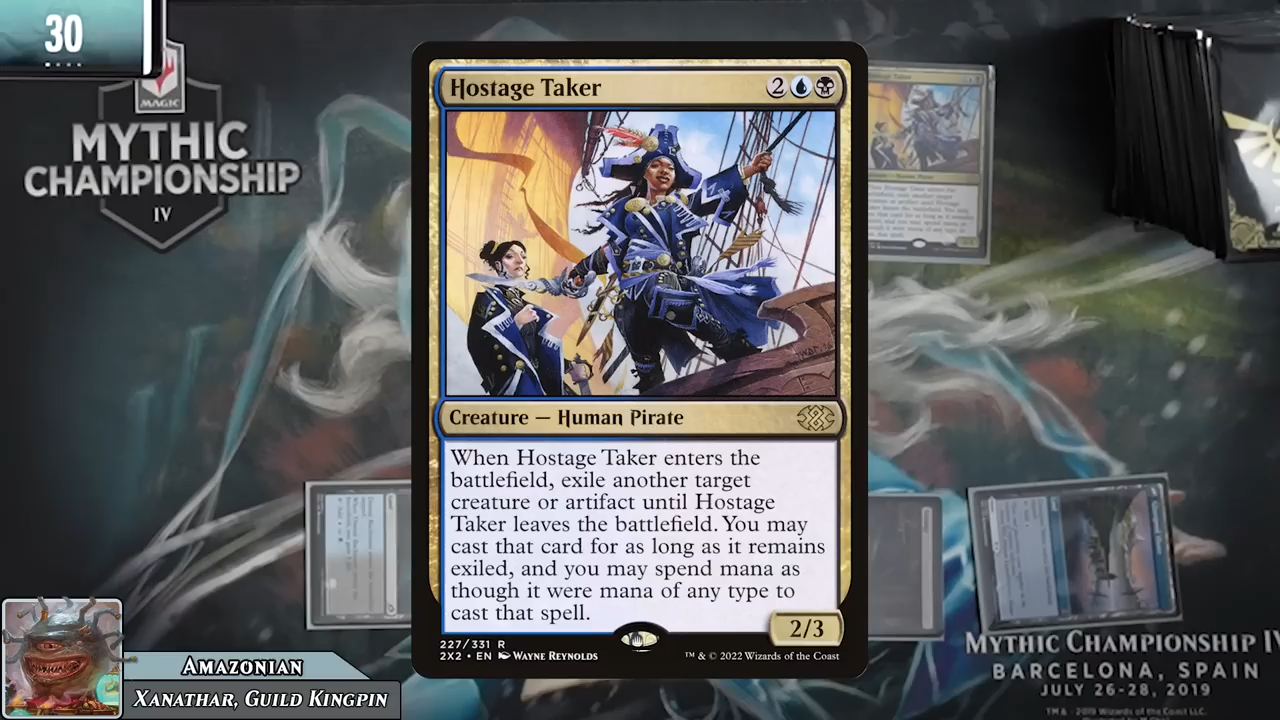 30
MAGIC
MYTHIC
CHAMPIONSHIP
IV
Hostage Taker
2
Creature — Human Pirate
When Hostage Taker enters the
battlefield, exile another target
creature or artifact until Hostage
Taker leaves the battlefield. You may
cast that card for as long as it remains
exiled, and you may spend mana as
though it were mana of any type to
cast that spell.
2/3
227/331 R
2X2 • EN Wayne Reynolds
™ & © 2022 Wizards of the Coast
Amazonian
Xanathar, Guild Kingpin
MYTHIC CHAMPIONSHIP IV
BARCELONA, SPAIN
JULY 26-28, 2019